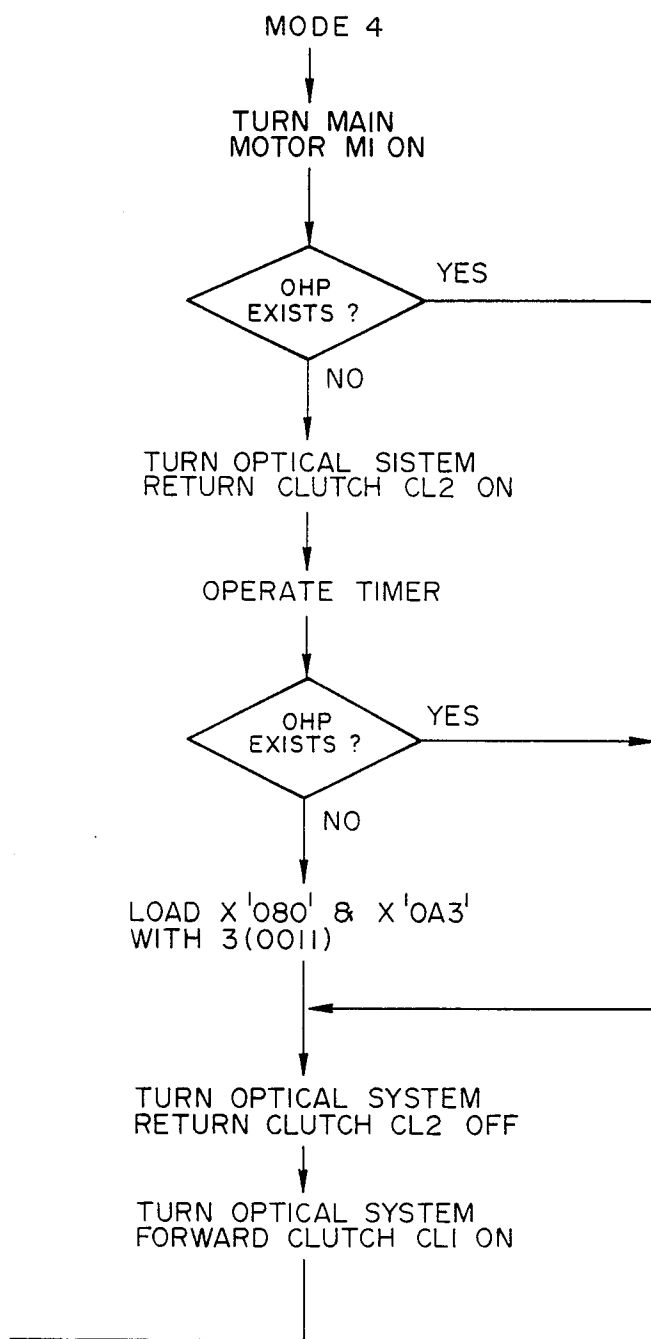 MODE 4
TURN MAIN
MOTOR M1 ON
OHP
EXISTS ?
YES
NO
TURN OPTICAL SISTEM
RETURN CLUTCH CL2 ON
OPERATE TIMER
OHP
EXISTS ?
YES
NO
LOAD X'080' & X'0A3'
WITH 3(0011)
TURN OPTICAL SYSTEM
RETURN CLUTCH CL2 OFF
TURN OPTICAL SYSTEM
FORWARD CLUTCH CL1 ON